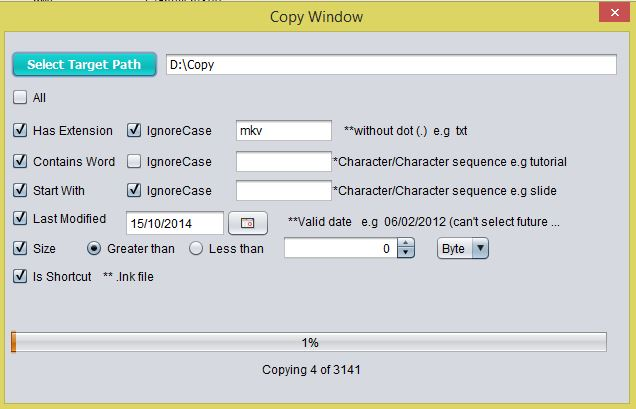 Copy Window
Select Target Path D:\Copy
All
Has Extension IgnoreCase mkv **without dot (.) e.g txt
Contains Word IgnoreCase *Character/Character sequence e.g tutorial
Start With IgnoreCase *Character/Character sequence e.g slide
Last Modified 15/10/2014 **Valid date e.g 06/02/2012 (can't select future ...
Size Greater than Less than 0 Byte
Is Shortcut ** .lnk file
1%
Copying 4 of 3141